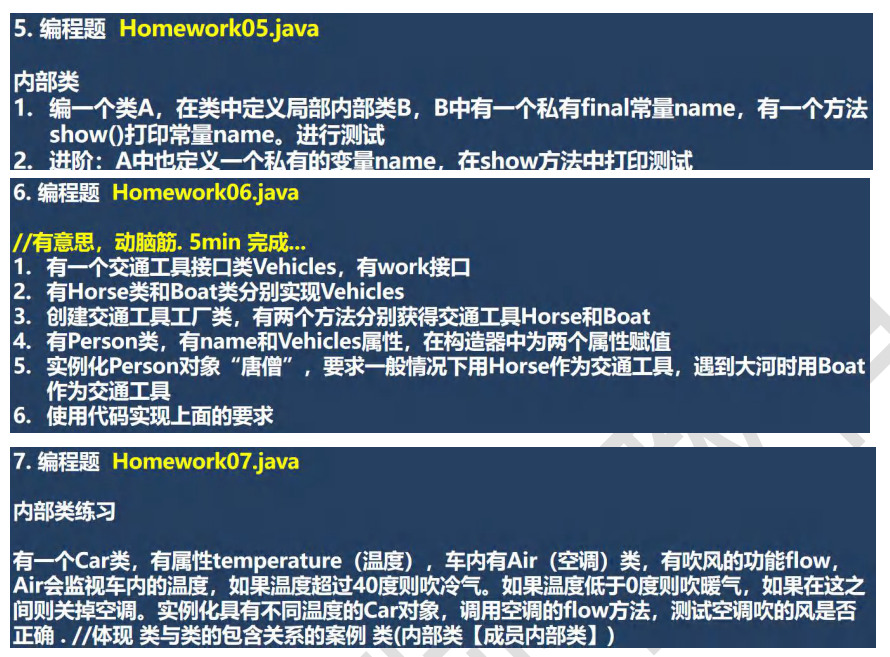 5. 编程题 Homework05.java
内部类
1. 编一个类A，在类中定义局部内部类B，B中有一个私有final常量name，有一个方法
show()打印常量name。进行测试
2. 进阶：A中也定义一个私有的变量name，在show方法中打印测试
6. 编程题 Homework06.java
//有意思，动脑筋. 5min 完成...
1. 有一个交通工具接口类Vehicles，有work接口
2. 有Horse类和Boat类分别实现Vehicles
3. 创建交通工具工厂类，有两个方法分别获得交通工具Horse和Boat
4. 有Person类，有name和Vehicles属性，在构造器中为两个属性赋值
5. 实例化Person对象“唐僧”，要求一般情况下用Horse作为交通工具，遇到大河时用Boat
作为交通工具
6. 使用代码实现上面的要求
7. 编程题 Homework07.java
内部类练习
有一个Car类，有属性temperature（温度），车内有Air（空调）类，有吹风的功能flow，
Air会监视车内的温度，如果温度超过40度则吹冷气。如果温度低于0度则吹暖气，如果在这之
间则关掉空调。实例化具有不同温度的Car对象，调用空调的flow方法，测试空调吹的风是否
正确 . //体现 类与类的包含关系的案例 类(内部类【成员内部类】)